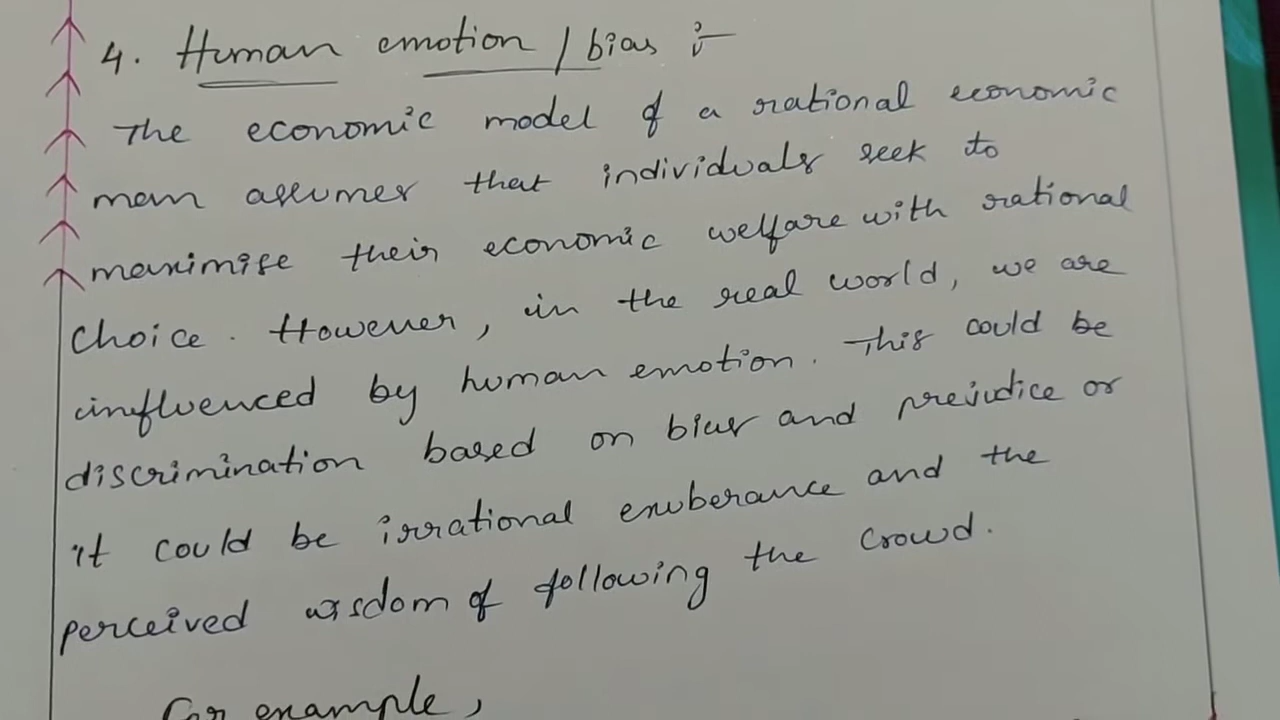 4. Human emotion / bias :-
The economic model of a rational economic
man assumes that individuals seek to
maximise their economic welfare with rational
choice. However, in the real world, we are
influenced by human emotion. This could be
discrimination based on bias and prejudice or
it could be irrational exuberance and the
perceived wisdom of following the crowd.
For example,